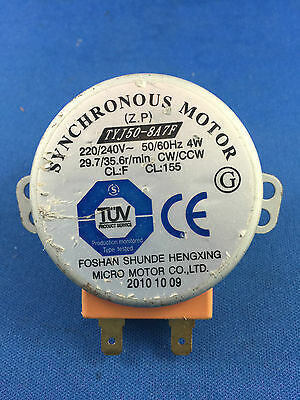 SYNCHRONOUS MOTOR
(Z.P)
TYJ50-8A7F
220/240V~ 50/60Hz 4W
29.7/35.6r/min CW/CCW
CL:F CL:155
G
S
TÜV
PRODUCT SERVICE
CE
Production monitored
Type tested
FOSHAN SHUNDE HENGXING
MICRO MOTOR CO.,LTD.
2010 10 09